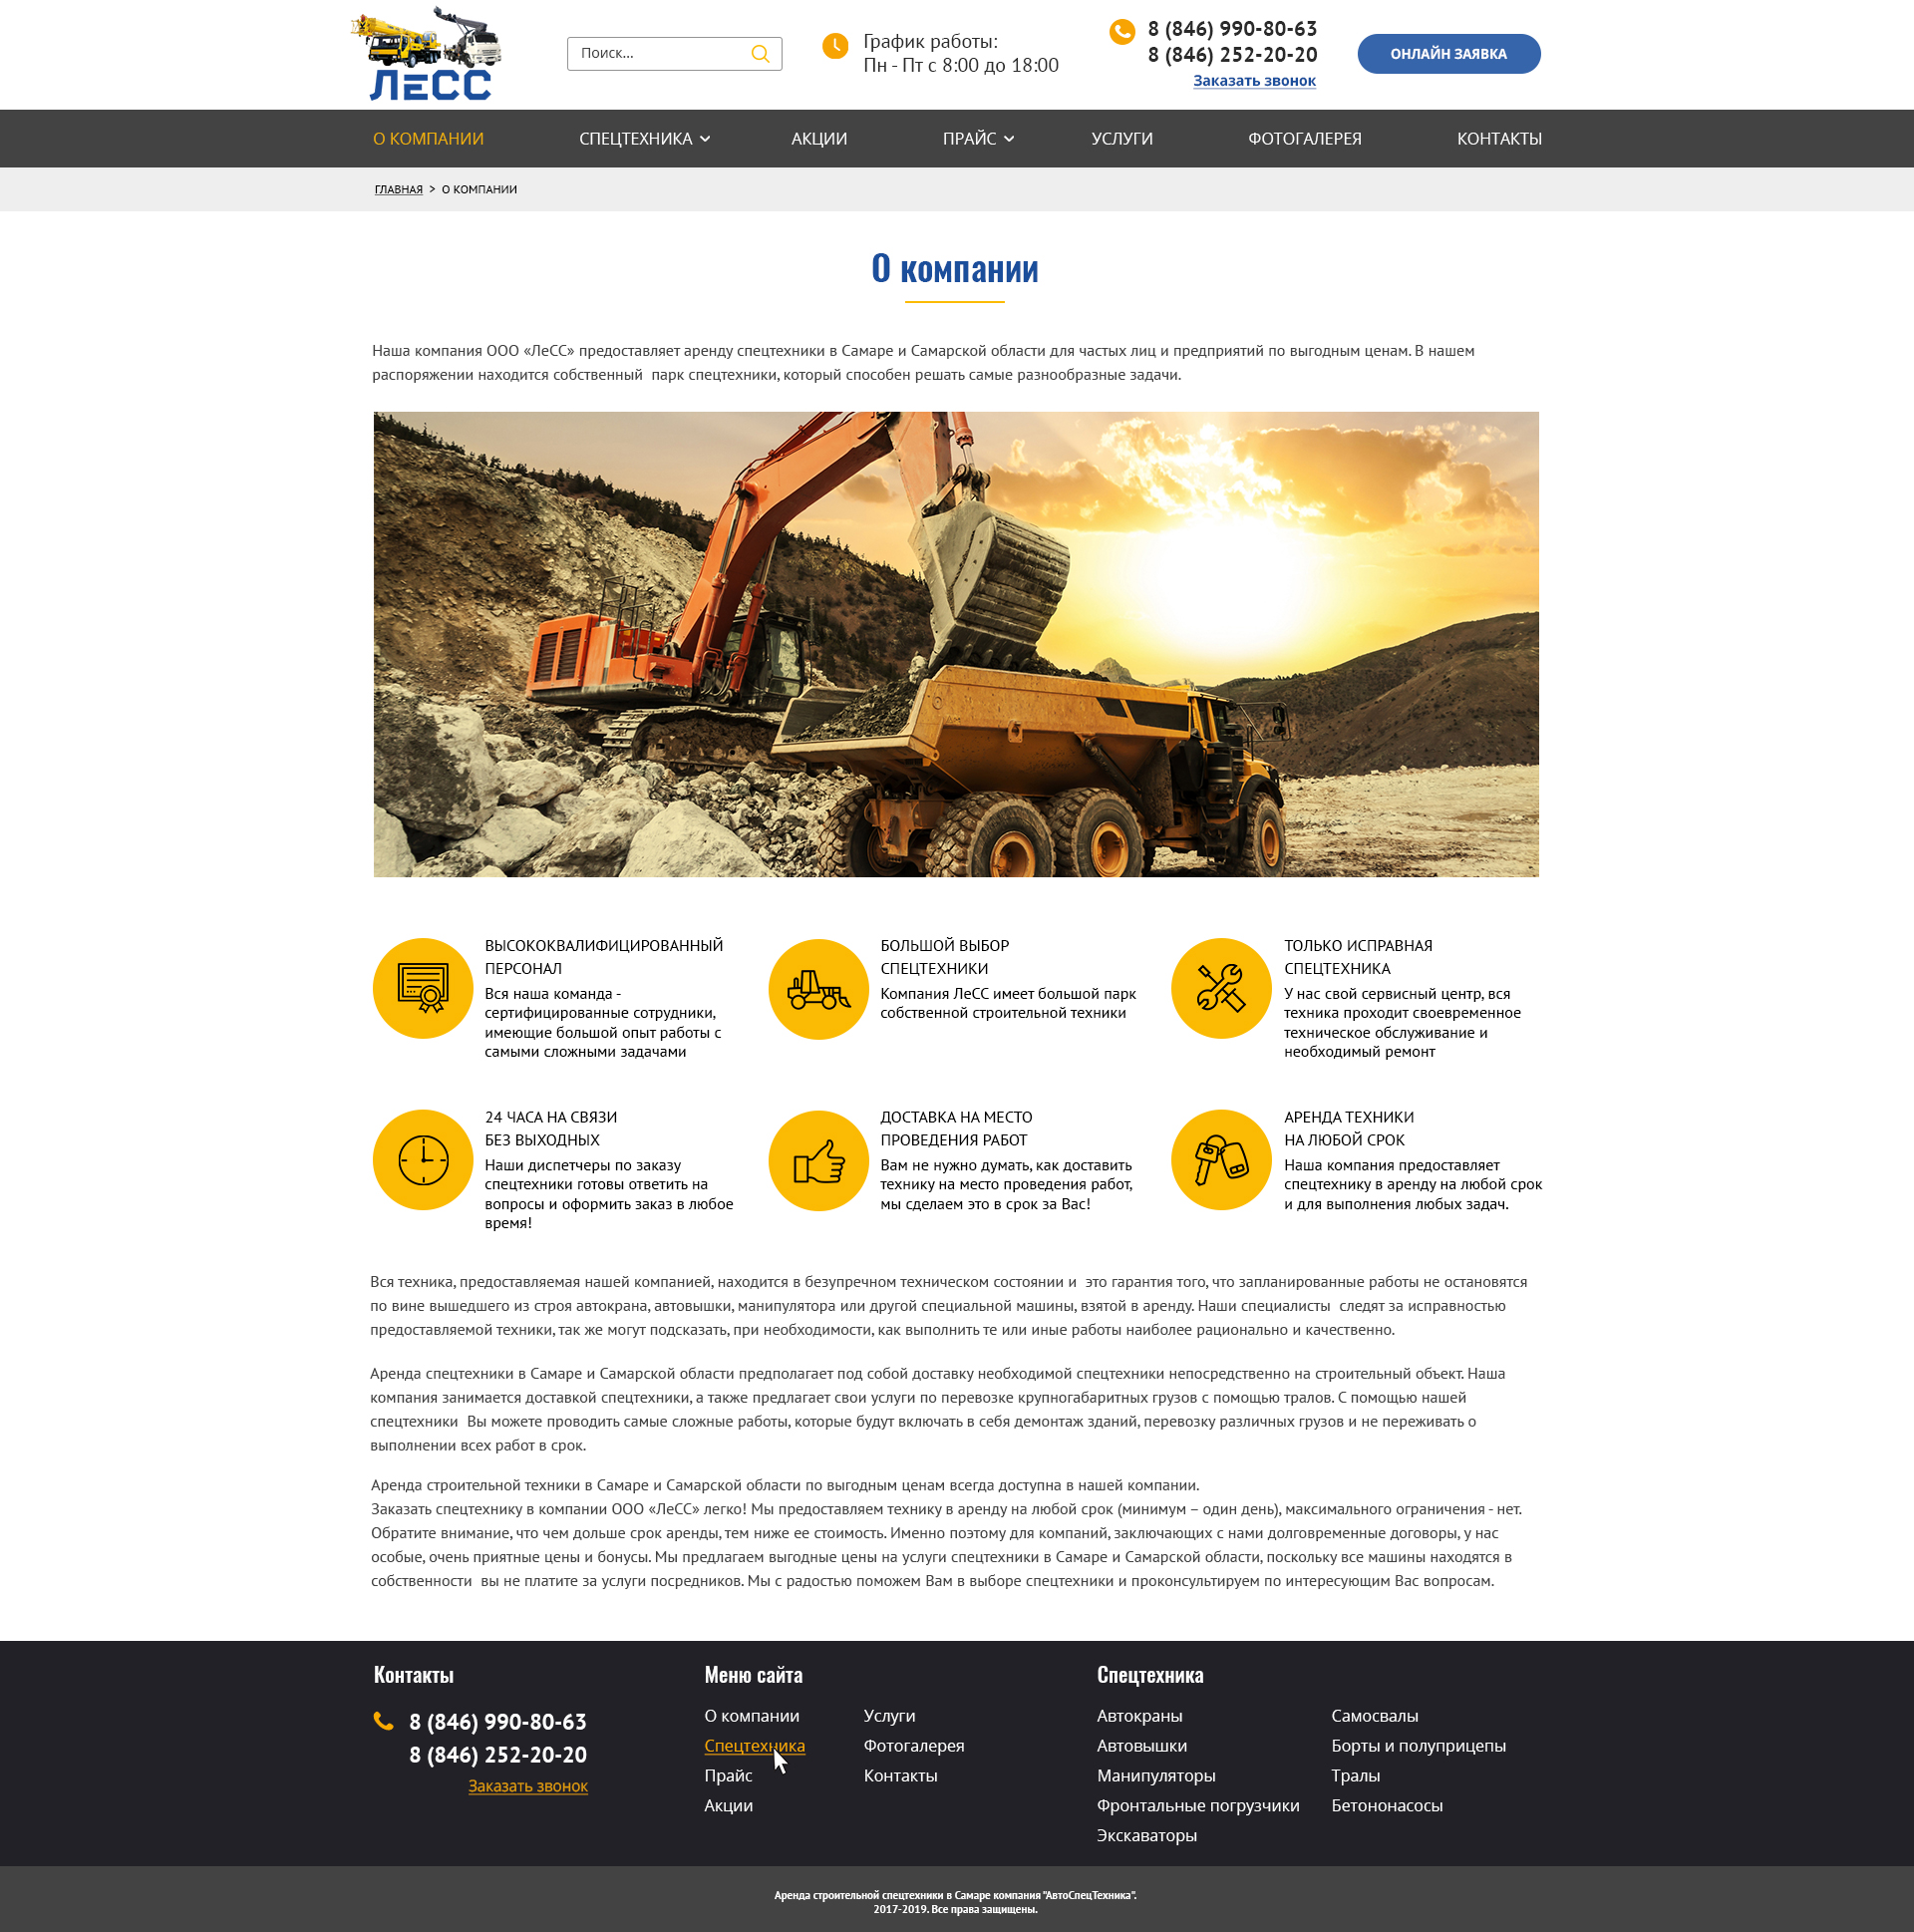 ЛеСС
Поиск...
График работы:
Пн - Пт с 8:00 до 18:00
8 (846) 990-80-63
8 (846) 252-20-20
Заказать звонок
ОНЛАЙН ЗАЯВКА
О КОМПАНИИ
СПЕЦТЕХНИКА
АКЦИИ
ПРАЙС
УСЛУГИ
ФОТОГАЛЕРЕЯ
КОНТАКТЫ
ГЛАВНАЯ > О КОМПАНИИ
О компании
Наша компания ООО «ЛеСС» предоставляет аренду спецтехники в Самаре и Самарской области для частых лиц и предприятий по выгодным ценам. В нашем
распоряжении находится собственный парк спецтехники, который способен решать самые разнообразные задачи.
ВЫСОКОКВАЛИФИЦИРОВАННЫЙ
ПЕРСОНАЛ
Вся наша команда -
сертифицированные сотрудники,
имеющие большой опыт работы с
самыми сложными задачами
БОЛЬШОЙ ВЫБОР
СПЕЦТЕХНИКИ
Компания ЛеСС имеет большой парк
собственной строительной техники
ТОЛЬКО ИСПРАВНАЯ
СПЕЦТЕХНИКА
У нас свой сервисный центр, вся
техника проходит своевременное
техническое обслуживание и
необходимый ремонт
24 ЧАСА НА СВЯЗИ
БЕЗ ВЫХОДНЫХ
Наши диспетчеры по заказу
спецтехники готовы ответить на
вопросы и оформить заказ в любое
время!
ДОСТАВКА НА МЕСТО
ПРОВЕДЕНИЯ РАБОТ
Вам не нужно думать, как доставить
технику на место проведения работ,
мы сделаем это в срок за Вас!
АРЕНДА ТЕХНИКИ
НА ЛЮБОЙ СРОК
Наша компания предоставляет
спецтехнику в аренду на любой срок
и для выполнения любых задач.
Вся техника, предоставляемая нашей компанией, находится в безупречном техническом состоянии и это гарантия того, что запланированные работы не остановятся
по вине вышедшего из строя автокрана, автовышки, манипулятора или другой специальной машины, взятой в аренду. Наши специалисты следят за исправностью
предоставляемой техники, так же могут подсказать, при необходимости, как выполнить те или иные работы наиболее рационально и качественно.
Аренда спецтехники в Самаре и Самарской области предполагает под собой доставку необходимой спецтехники непосредственно на строительный объект. Наша
компания занимается доставкой спецтехники, а также предлагает свои услуги по перевозке крупногабаритных грузов с помощью тралов. С помощью нашей
спецтехники Вы можете проводить самые сложные работы, которые будут включать в себя демонтаж зданий, перевозку различных грузов и не переживать о
выполнении всех работ в срок.
Аренда строительной техники в Самаре и Самарской области по выгодным ценам всегда доступна в нашей компании.
Заказать спецтехнику в компании ООО «ЛеСС» легко! Мы предоставляем технику в аренду на любой срок (минимум – один день), максимального ограничения - нет.
Обратите внимание, что чем дольше срок аренды, тем ниже ее стоимость. Именно поэтому для компаний, заключающих с нами долговременные договоры, у нас
особые, очень приятные цены и бонусы. Мы предлагаем выгодные цены на услуги спецтехники в Самаре и Самарской области, поскольку все машины находятся в
собственности вы не платите за услуги посредников. Мы с радостью поможем Вам в выборе спецтехники и проконсультируем по интересующим Вас вопросам.
Контакты
8 (846) 990-80-63
8 (846) 252-20-20
Заказать звонок
Меню сайта
О компании
Спецтехника
Прайс
Акции
Услуги
Фотогалерея
Контакты
Спецтехника
Автокраны
Автовышки
Манипуляторы
Фронтальные погрузчики
Экскаваторы
Самосвалы
Борты и полуприцепы
Тралы
Бетононасосы
Аренда строительной спецтехники в Самаре компания "АвтоСпецТехника".
2017-2019. Все права защищены.